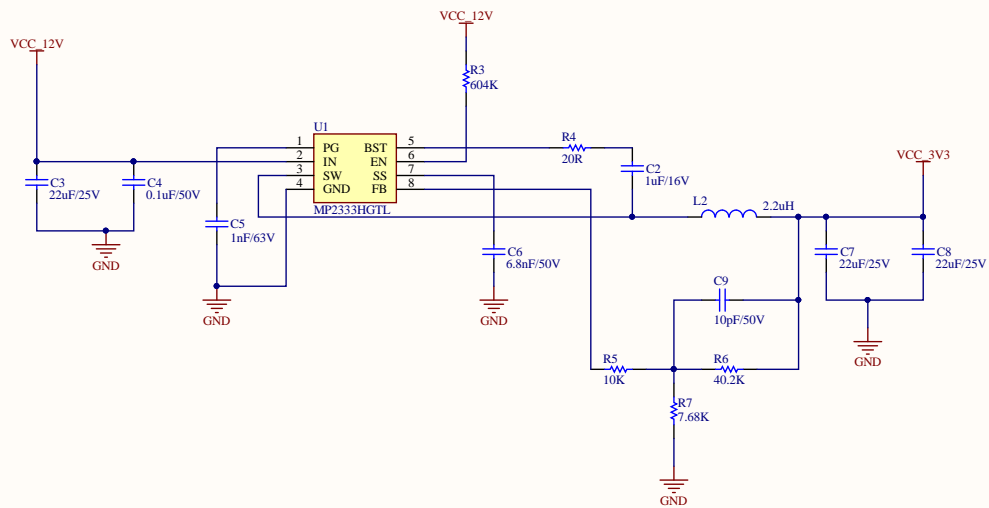 VCC_12V
VCC_12V
R3
604K
U1
1 PG BST 5
2 IN EN 6
3 SW SS 7
4 GND FB 8
MP2333HGTL
R4
20R
C2
1uF/16V
VCC_3V3
C3
22uF/25V
C4
0.1uF/50V
GND
C5
1nF/63V
GND
C6
6.8nF/50V
GND
L2
2.2uH
C7
22uF/25V
C8
22uF/25V
GND
C9
10pF/50V
R5
10K
R6
40.2K
R7
7.68K
GND